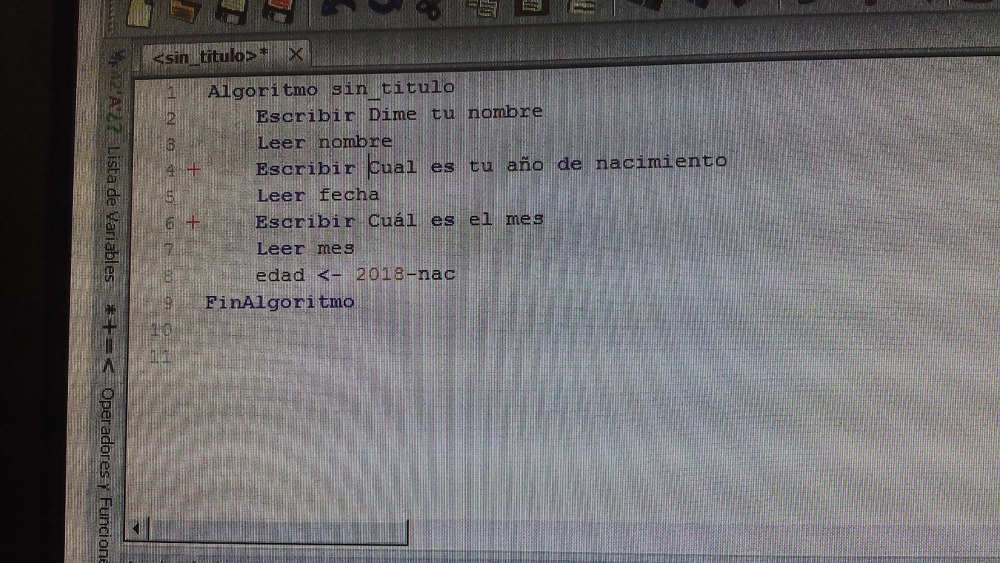 <sin_titulo>* X
1 Algoritmo sin_titulo
2 Escribir Dime tu nombre
3 Leer nombre
4 + Escribir Cual es tu año de nacimiento
5 Leer fecha
6 + Escribir Cuál es el mes
7 Leer mes
8 edad <- 2018-nac
9 FinAlgoritmo
10
11
Lista de Variables
*+=< Operadores y Funcione